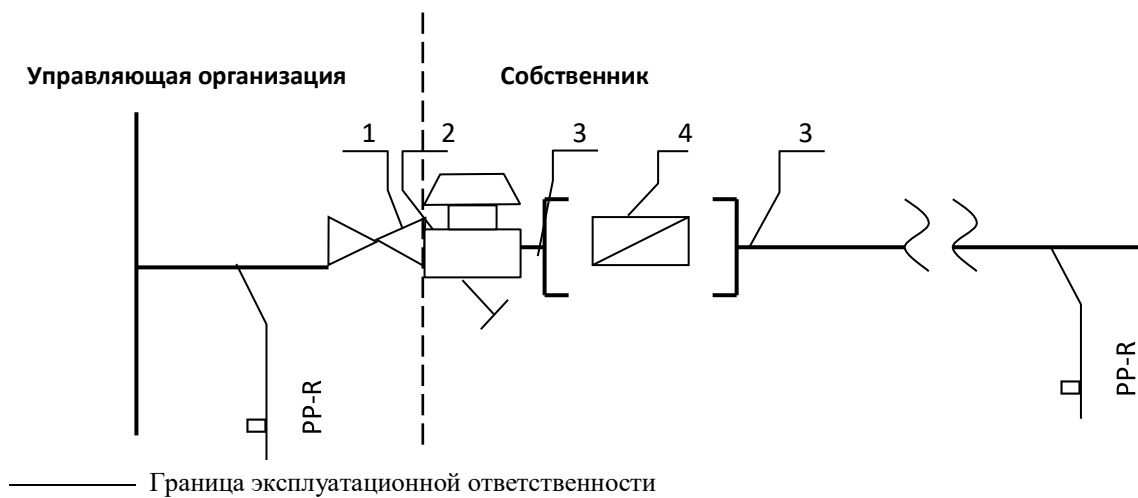 Управляющая организация
Собственник
1 2 3 4 3
PP-R
PP-R
Граница эксплуатационной ответственности